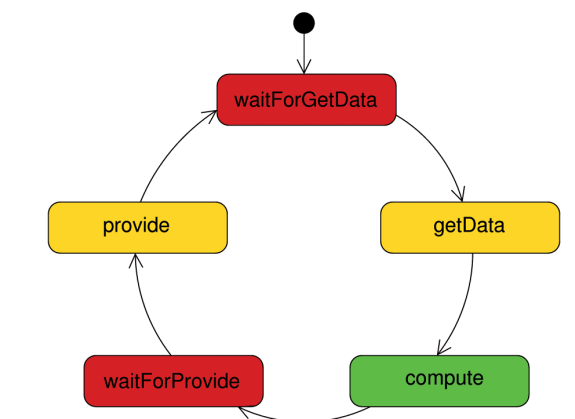 waitForGetData
provide
getData
waitForProvide
compute